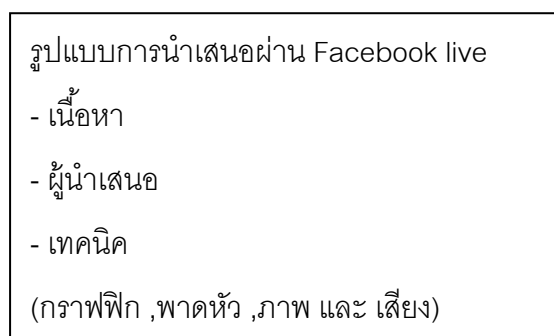 รูปแบบการนำเสนอผ่าน Facebook live
- เนื้อหา
- ผู้นำเสนอ
- เทคนิค
(กราฟฟิก ,พาดหัว ,ภาพ และ เสียง)